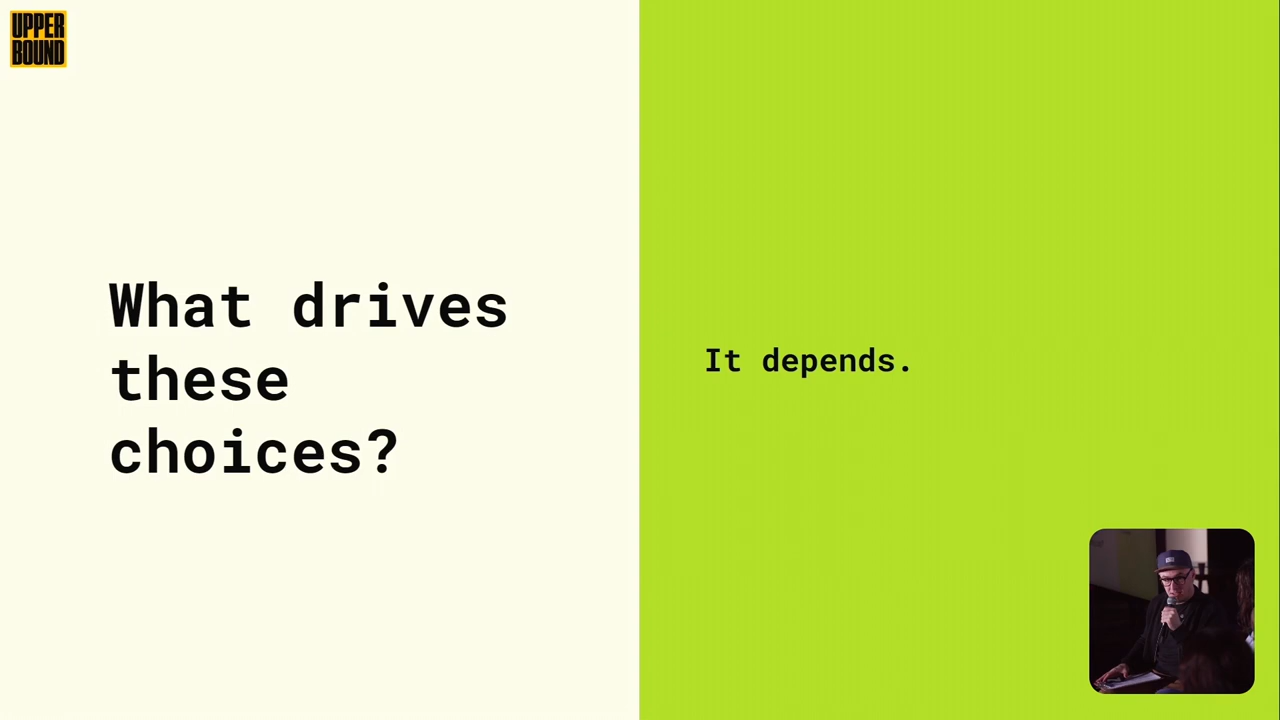 UPPER
BOUND
What drives
these
choices?
It depends.